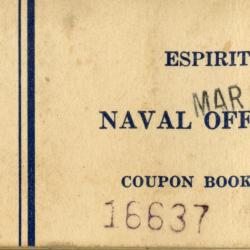 ESPIRIT
MAR
NAVAL OFF
COUPON BOOK
16637